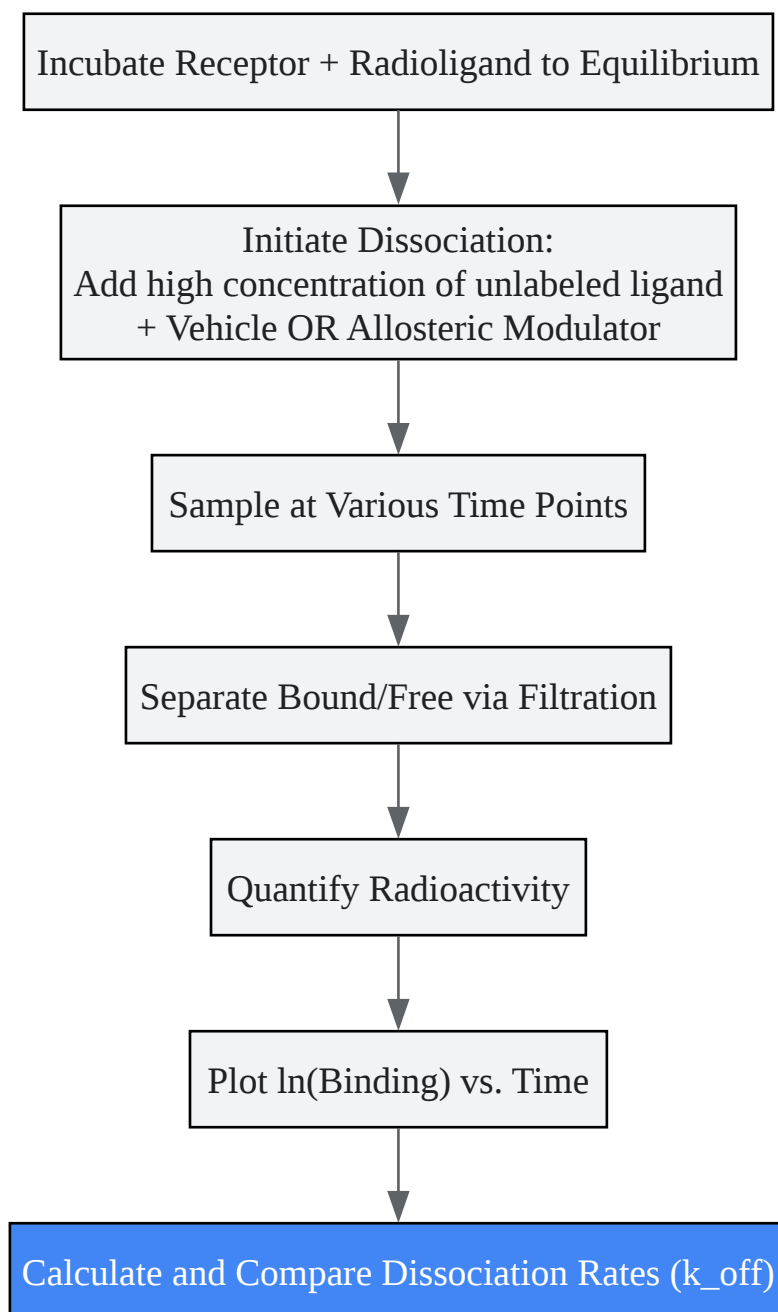 Incubate Receptor + Radioligand to Equilibrium
Initiate Dissociation:
Add high concentration of unlabeled ligand
+ Vehicle OR Allosteric Modulator
Sample at Various Time Points
Separate Bound/Free via Filtration
Quantify Radioactivity
Plot ln(Binding) vs. Time
Calculate and Compare Dissociation Rates (k_off)